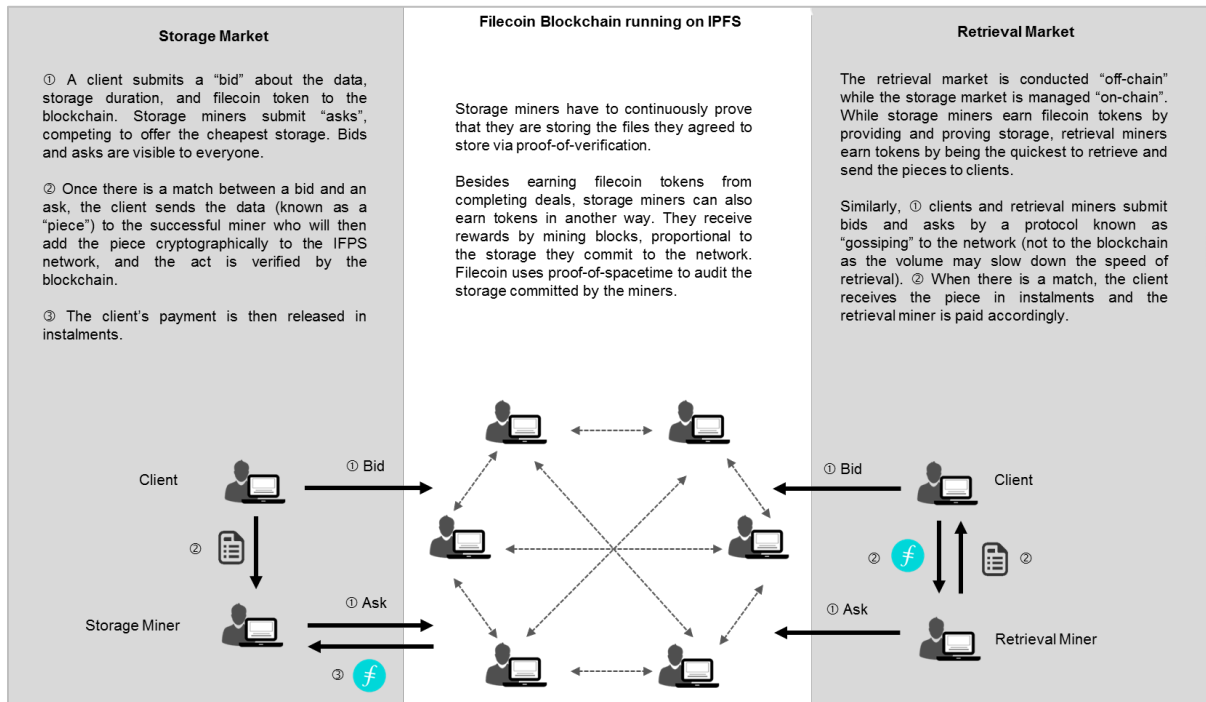 Storage Market
① A client submits a “bid” about the data,
storage duration, and filecoin token to the
blockchain. Storage miners submit “asks”,
competing to offer the cheapest storage. Bids
and asks are visible to everyone.
② Once there is a match between a bid and an
ask, the client sends the data (known as a
“piece”) to the successful miner who will then
add the piece cryptographically to the IFPS
network, and the act is verified by the
blockchain.
③ The client’s payment is then released in
instalments.
Filecoin Blockchain running on IPFS
Storage miners have to continuously prove
that they are storing the files they agreed to
store via proof-of-verification.
Besides earning filecoin tokens from
completing deals, storage miners can also
earn tokens in another way. They receive
rewards by mining blocks, proportional to
the storage they commit to the network.
Filecoin uses proof-of-spacetime to audit the
storage committed by the miners.
Retrieval Market
The retrieval market is conducted “off-chain”
while the storage market is managed “on-chain”.
While storage miners earn filecoin tokens by
providing and proving storage, retrieval miners
earn tokens by being the quickest to retrieve and
send the pieces to clients.
Similarly, ① clients and retrieval miners submit
bids and asks by a protocol known as
“gossiping” to the network (not to the blockchain
as the volume may slow down the speed of
retrieval). ② When there is a match, the client
receives the piece in instalments and the
retrieval miner is paid accordingly.
Client
① Bid
②
Storage Miner
① Ask
③
① Bid
Client
②
②
① Ask
Retrieval Miner